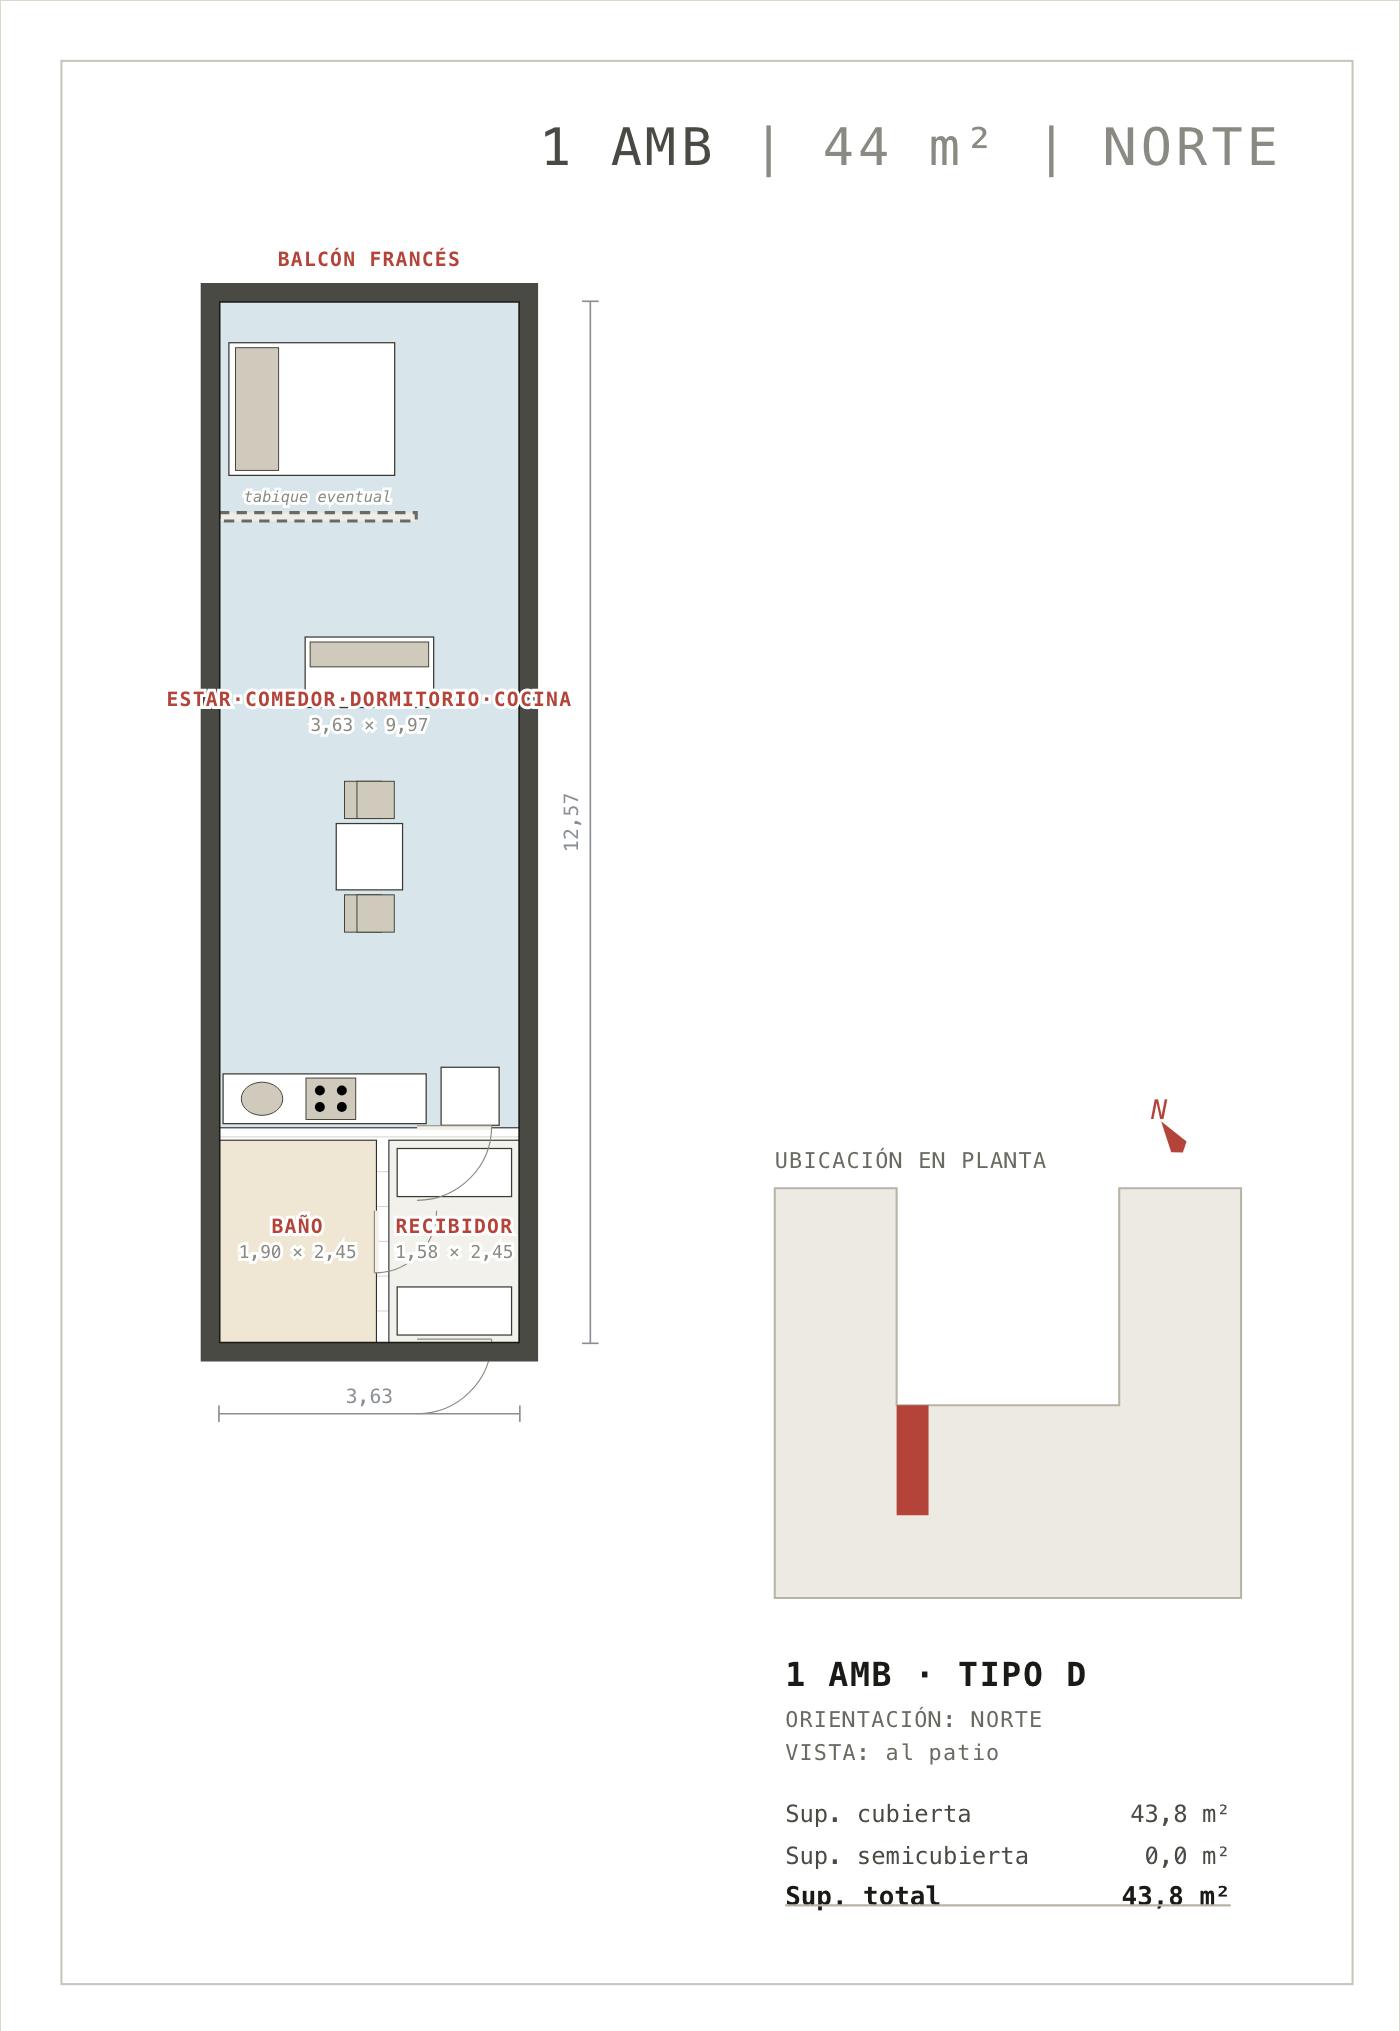 1 AMB | 44 m² | NORTE
BALCÓN FRANCÉS
tabique eventual
ESTAR·COMEDOR·DORMITORIO·COCINA
3,63 × 9,97
12,57
BAÑO
1,90 × 2,45
RECIBIDOR
1,58 × 2,45
3,63
N
UBICACIÓN EN PLANTA
1 AMB · TIPO D
ORIENTACIÓN: NORTE
VISTA: al patio
Sup. cubierta 43,8 m²
Sup. semicubierta 0,0 m²
Sup. total 43,8 m²